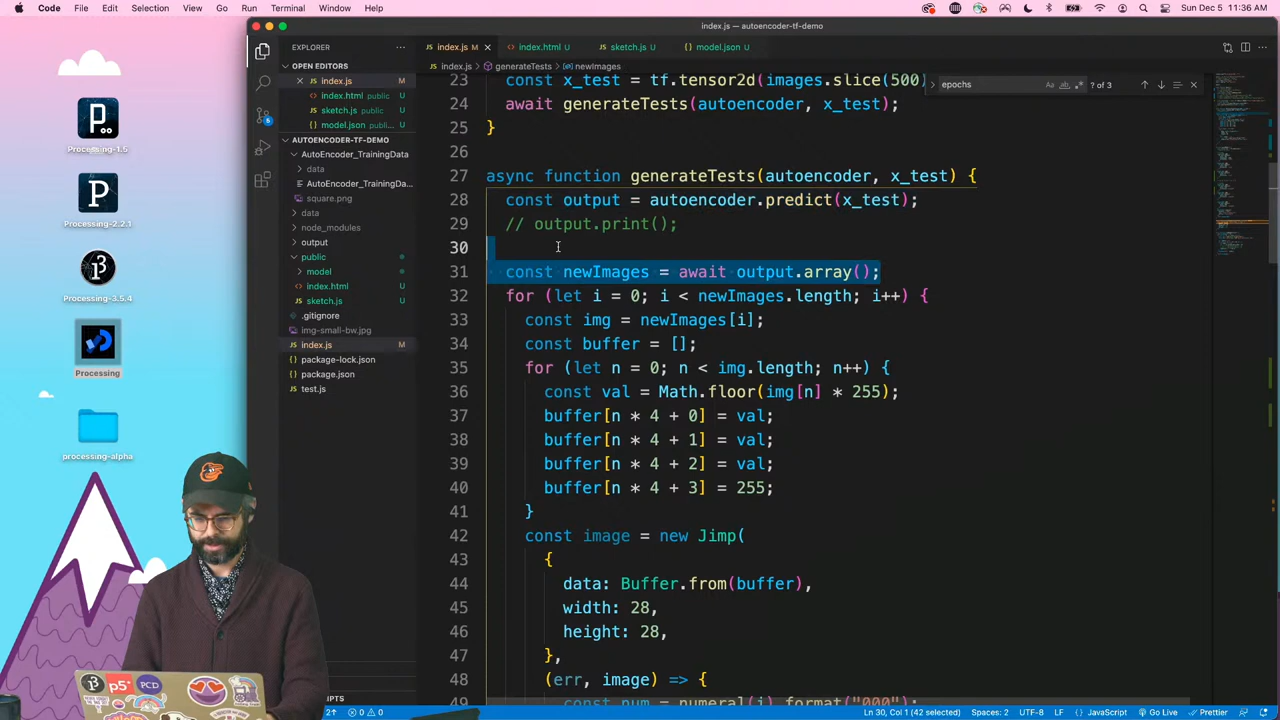 Code File Edit Selection View Go Run Terminal Window Help
Sun Dec 5 11:36 AM
index.js — autoencoder-tf-demo
EXPLORER
index.js M
index.html U
sketch.js U
model.json U
index.js > generateTests > newImages
OPEN EDITORS
index.js M
index.html public U
sketch.js public U
model.json public... U
AUTOENCODER-TF-DEMO
AutoEncoder_TrainingData
data
AutoEncoder_TrainingDa...
square.png
data
node_modules
output
public
model
index.html U
sketch.js U
.gitignore
img-small-bw.jpg
index.js M
package-lock.json
package.json
test.js
epochs
Aa
? of 3
23 const x_test = tf.tensor2d(images.slice(500)
24 await generateTests(autoencoder, x_test);
25 }
26
27 async function generateTests(autoencoder, x_test) {
28 const output = autoencoder.predict(x_test);
29 // output.print();
30
31 const newImages = await output.array();
32 for (let i = 0; i < newImages.length; i++) {
33 const img = newImages[i];
34 const buffer = [];
35 for (let n = 0; n < img.length; n++) {
36 const val = Math.floor(img[n] * 255);
37 buffer[n * 4 + 0] = val;
38 buffer[n * 4 + 1] = val;
39 buffer[n * 4 + 2] = val;
40 buffer[n * 4 + 3] = 255;
41 }
42 const image = new Jimp(
43 {
44 data: Buffer.from(buffer),
45 width: 28,
46 height: 28,
47 },
48 (err, image) => {
49 const num = numeral(i).format("000");
Processing-1.5
Processing-2.2.1
Processing-3.5.4
Processing
processing-alpha
p5*
PCD
0 0
Ln 30, Col 1 (42 selected)
Spaces: 2
UTF-8
LF
JavaScript
Go Live
Prettier